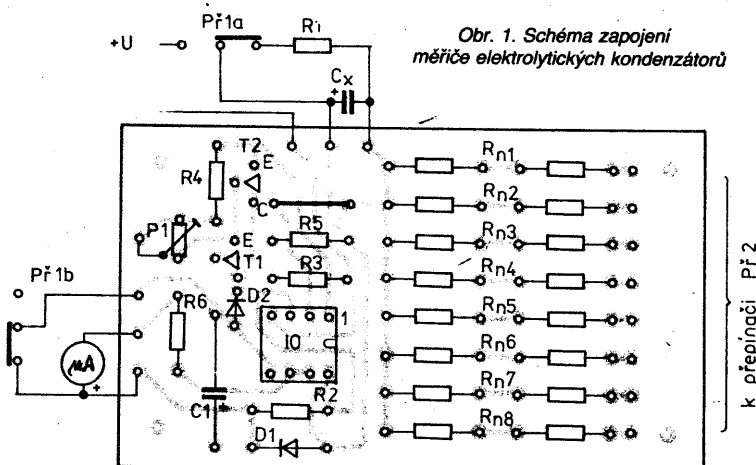 Obr. 1. Schéma zapojení
měřiče elektrolytických kondenzátorů
Př1a
+U
R1
+
Cx
T2
E
R4
C
P1
E
T1
R5
R3
D2
Př1b
R6
1
IO
μA
+
C1
+
R2
D1
Rn1
Rn2
Rn3
Rn4
Rn5
Rn6
Rn7
Rn8
k přepínači Př2